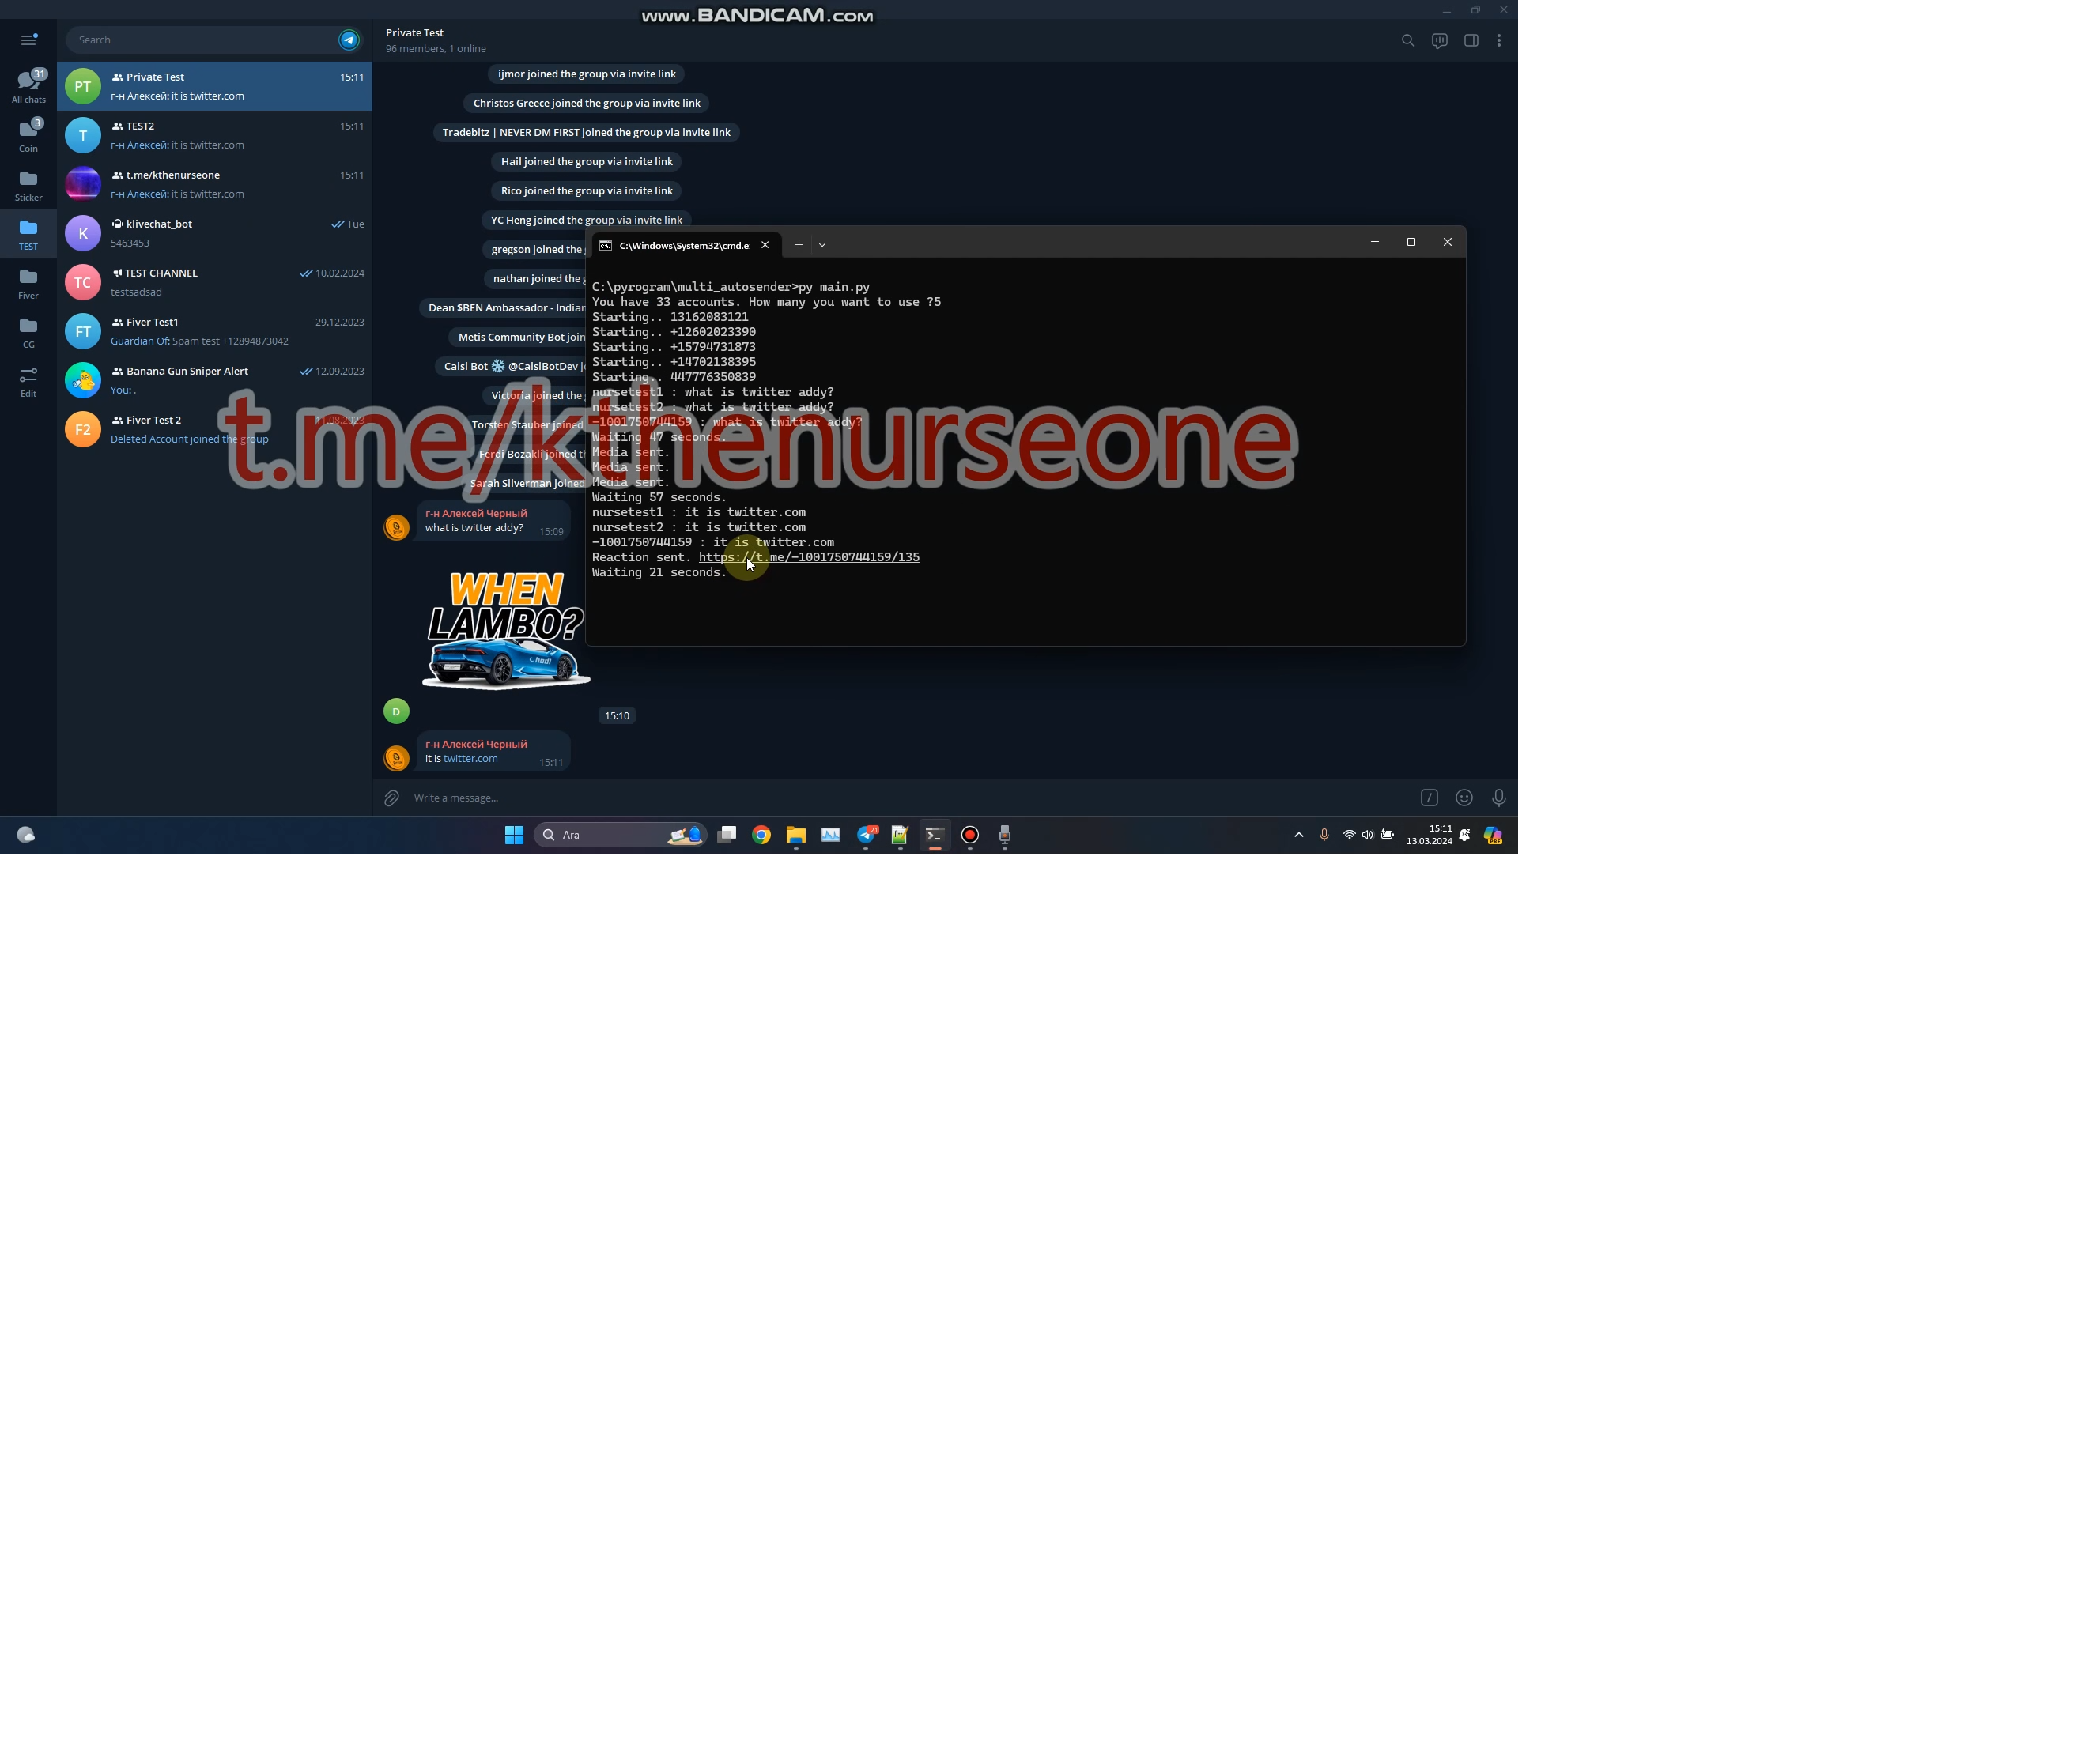 www.BANDICAM.com
Search
All chats
31
Coin
3
Sticker
TEST
Fiver
CG
Edit
PT
Private Test
15:11
г-н Алексей: it is twitter.com
T
TEST2
15:11
г-н Алексей: it is twitter.com
t.me/kthenurseone
15:11
г-н Алексей: it is twitter.com
K
klivechat_bot
Tue
5463453
TC
TEST CHANNEL
10.02.2024
testsadsad
FT
Fiver Test1
29.12.2023
Guardian Of: Spam test +12894873042
Banana Gun Sniper Alert
12.09.2023
You: .
F2
Fiver Test 2
11.08.2023
Deleted Account joined the group
Private Test
96 members, 1 online
ijmor joined the group via invite link
Christos Greece joined the group via invite link
Tradebitz | NEVER DM FIRST joined the group via invite link
Hail joined the group via invite link
Rico joined the group via invite link
YC Heng joined the group via invite link
gregson joined the
nathan joined the
Dean $BEN Ambassador - Indian
Metis Community Bot join
Calsi Bot ❄️ @CalsiBotDev j
Victoria joined the
Torsten Stauber joined
Ferdi Bozakli joined th
Sarah Silverman joined
г-н Алексей Черный
what is twitter addy?
15:09
WHEN
LAMBO?
hodl
D
15:10
г-н Алексей Черный
it is twitter.com
15:11
Write a message...
C:\Windows\System32\cmd.e
C:\pyrogram\multi_autosender>py main.py
You have 33 accounts. How many you want to use ?5
Starting.. 13162083121
Starting.. +12602023390
Starting.. +15794731873
Starting.. +14702138395
Starting.. 447776350839
nursetest1 : what is twitter addy?
nursetest2 : what is twitter addy?
-1001750744159 : what is twitter addy?
Waiting 47 seconds.
Media sent.
Media sent.
Media sent.
Waiting 57 seconds.
nursetest1 : it is twitter.com
nursetest2 : it is twitter.com
-1001750744159 : it is twitter.com
Reaction sent. https://t.me/-1001750744159/135
Waiting 21 seconds.
t.me/kthenurseone
Ara
21
15:11
13.03.2024
PRE